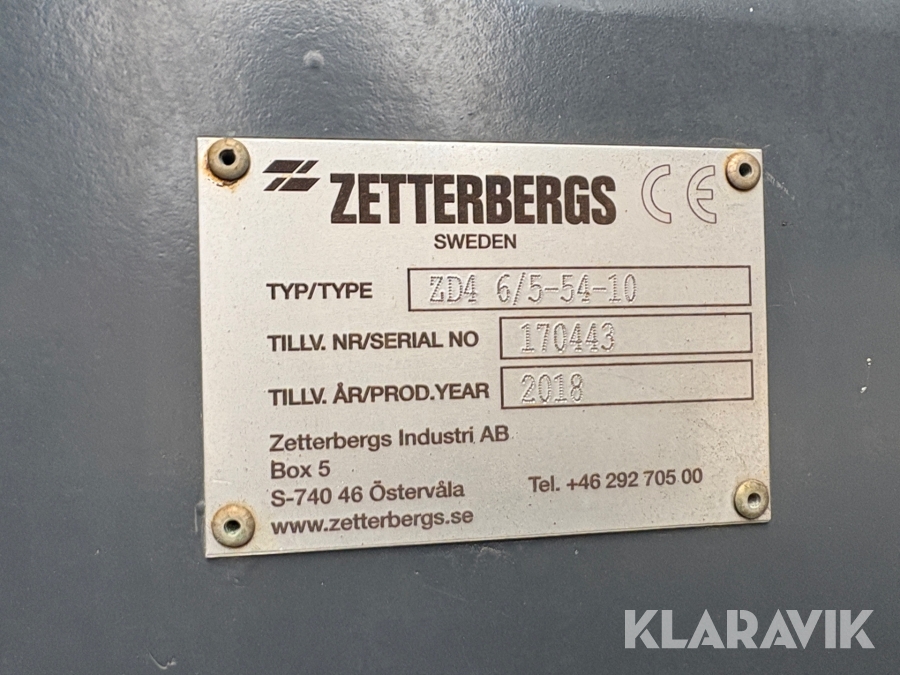 ZETTERBERGS CE
SWEDEN
TYP/TYPE ZD4 6/5-54-10
TILLV. NR/SERIAL NO 170443
TILLV. ÅR/PROD.YEAR 2018
Zetterbergs Industri AB
Box 5
S-740 46 Östervåla Tel. +46 292 705 00
www.zetterbergs.se
KLARAVIK